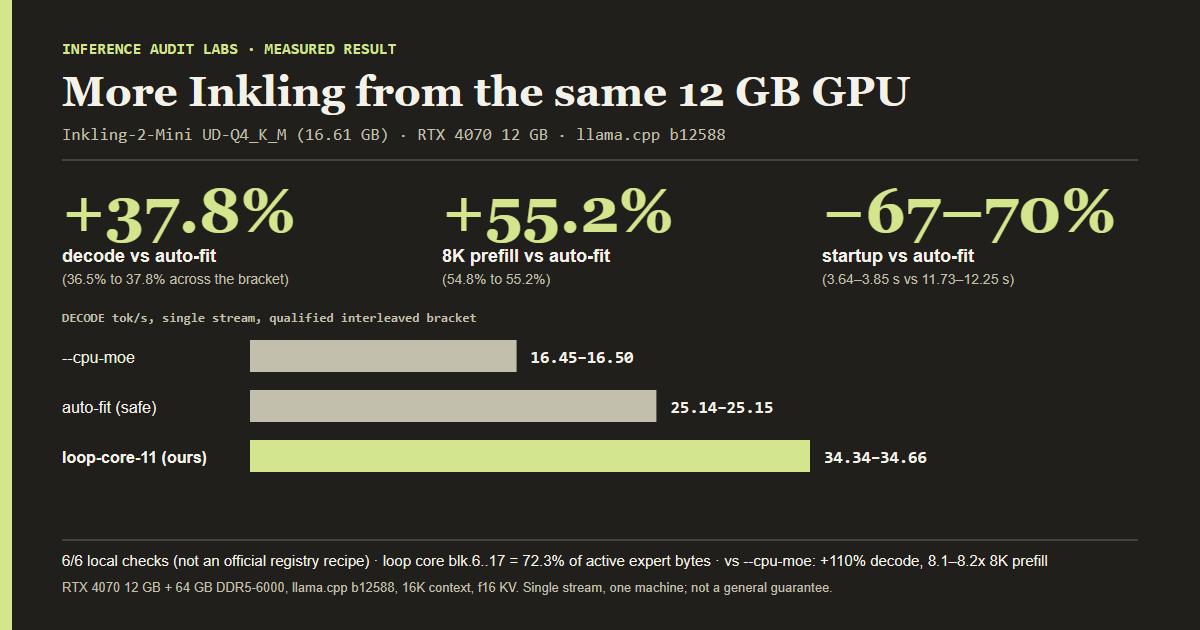 INFERENCE AUDIT LABS · MEASURED RESULT
More Inkling from the same 12 GB GPU
Inkling-2-Mini UD-Q4_K_M (16.61 GB) · RTX 4070 12 GB · llama.cpp b12588
+37.8%
decode vs auto-fit
(36.5% to 37.8% across the bracket)
+55.2%
8K prefill vs auto-fit
(54.8% to 55.2%)
−67–70%
startup vs auto-fit
(3.64–3.85 s vs 11.73–12.25 s)
DECODE tok/s, single stream, qualified interleaved bracket
--cpu-moe 16.45–16.50
auto-fit (safe) 25.14–25.15
loop-core-11 (ours) 34.34–34.66
6/6 local checks (not an official registry recipe) · loop core blk.6..17 = 72.3% of active expert bytes · vs --cpu-moe: +110% decode, 8.1–8.2x 8K prefill
RTX 4070 12 GB + 64 GB DDR5-6000, llama.cpp b12588, 16K context, f16 KV. Single stream, one machine; not a general guarantee.